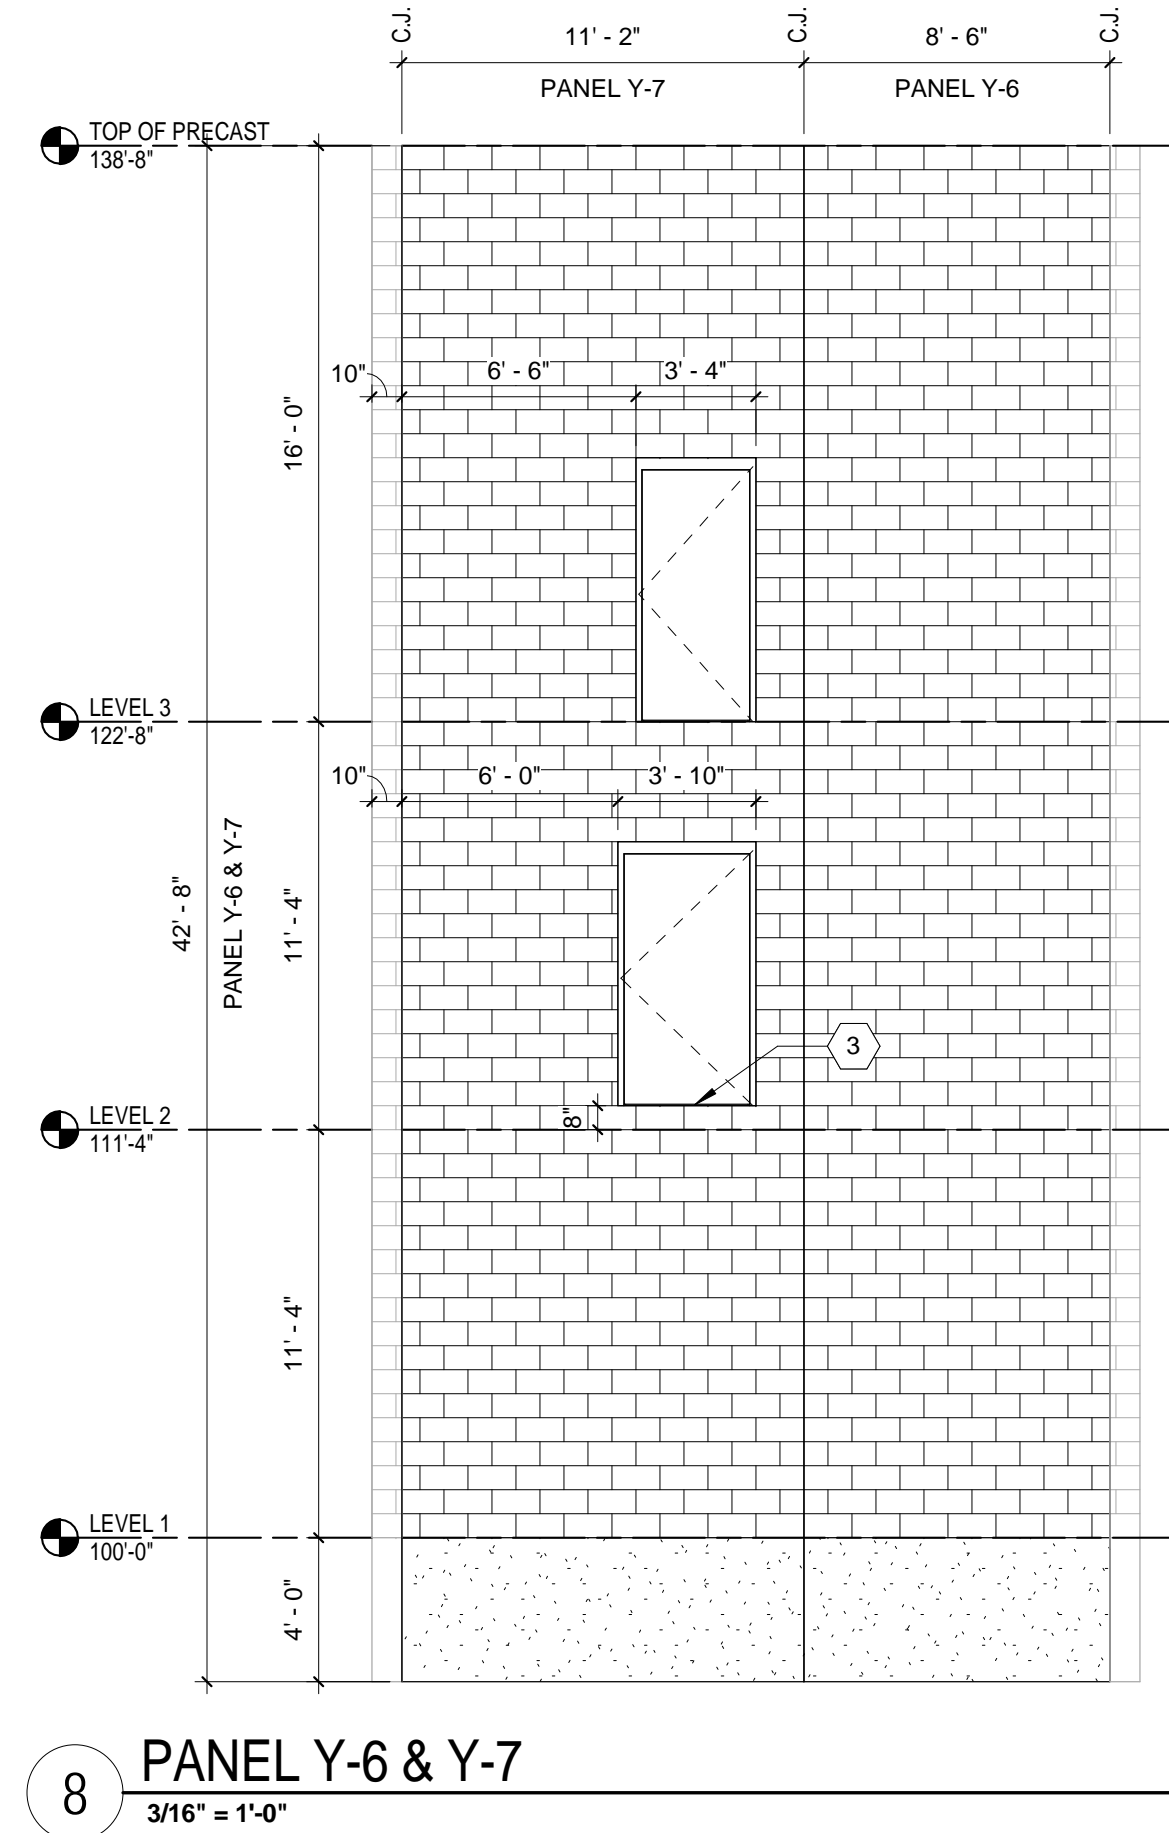 C.J.
C.J.
C.J.
11' - 2"
8' - 6"
PANEL Y-7
PANEL Y-6
TOP OF PRECAST
138'-8"
10"
6' - 6"
3' - 4"
16' - 0"
LEVEL 3
122'-8"
10"
6' - 0"
3' - 10"
42' - 8"
PANEL Y-6 & Y-7
11' - 4"
3
8"
LEVEL 2
111'-4"
11' - 4"
LEVEL 1
100'-0"
4' - 0"
8
PANEL Y-6 & Y-7
3/16" = 1'-0"